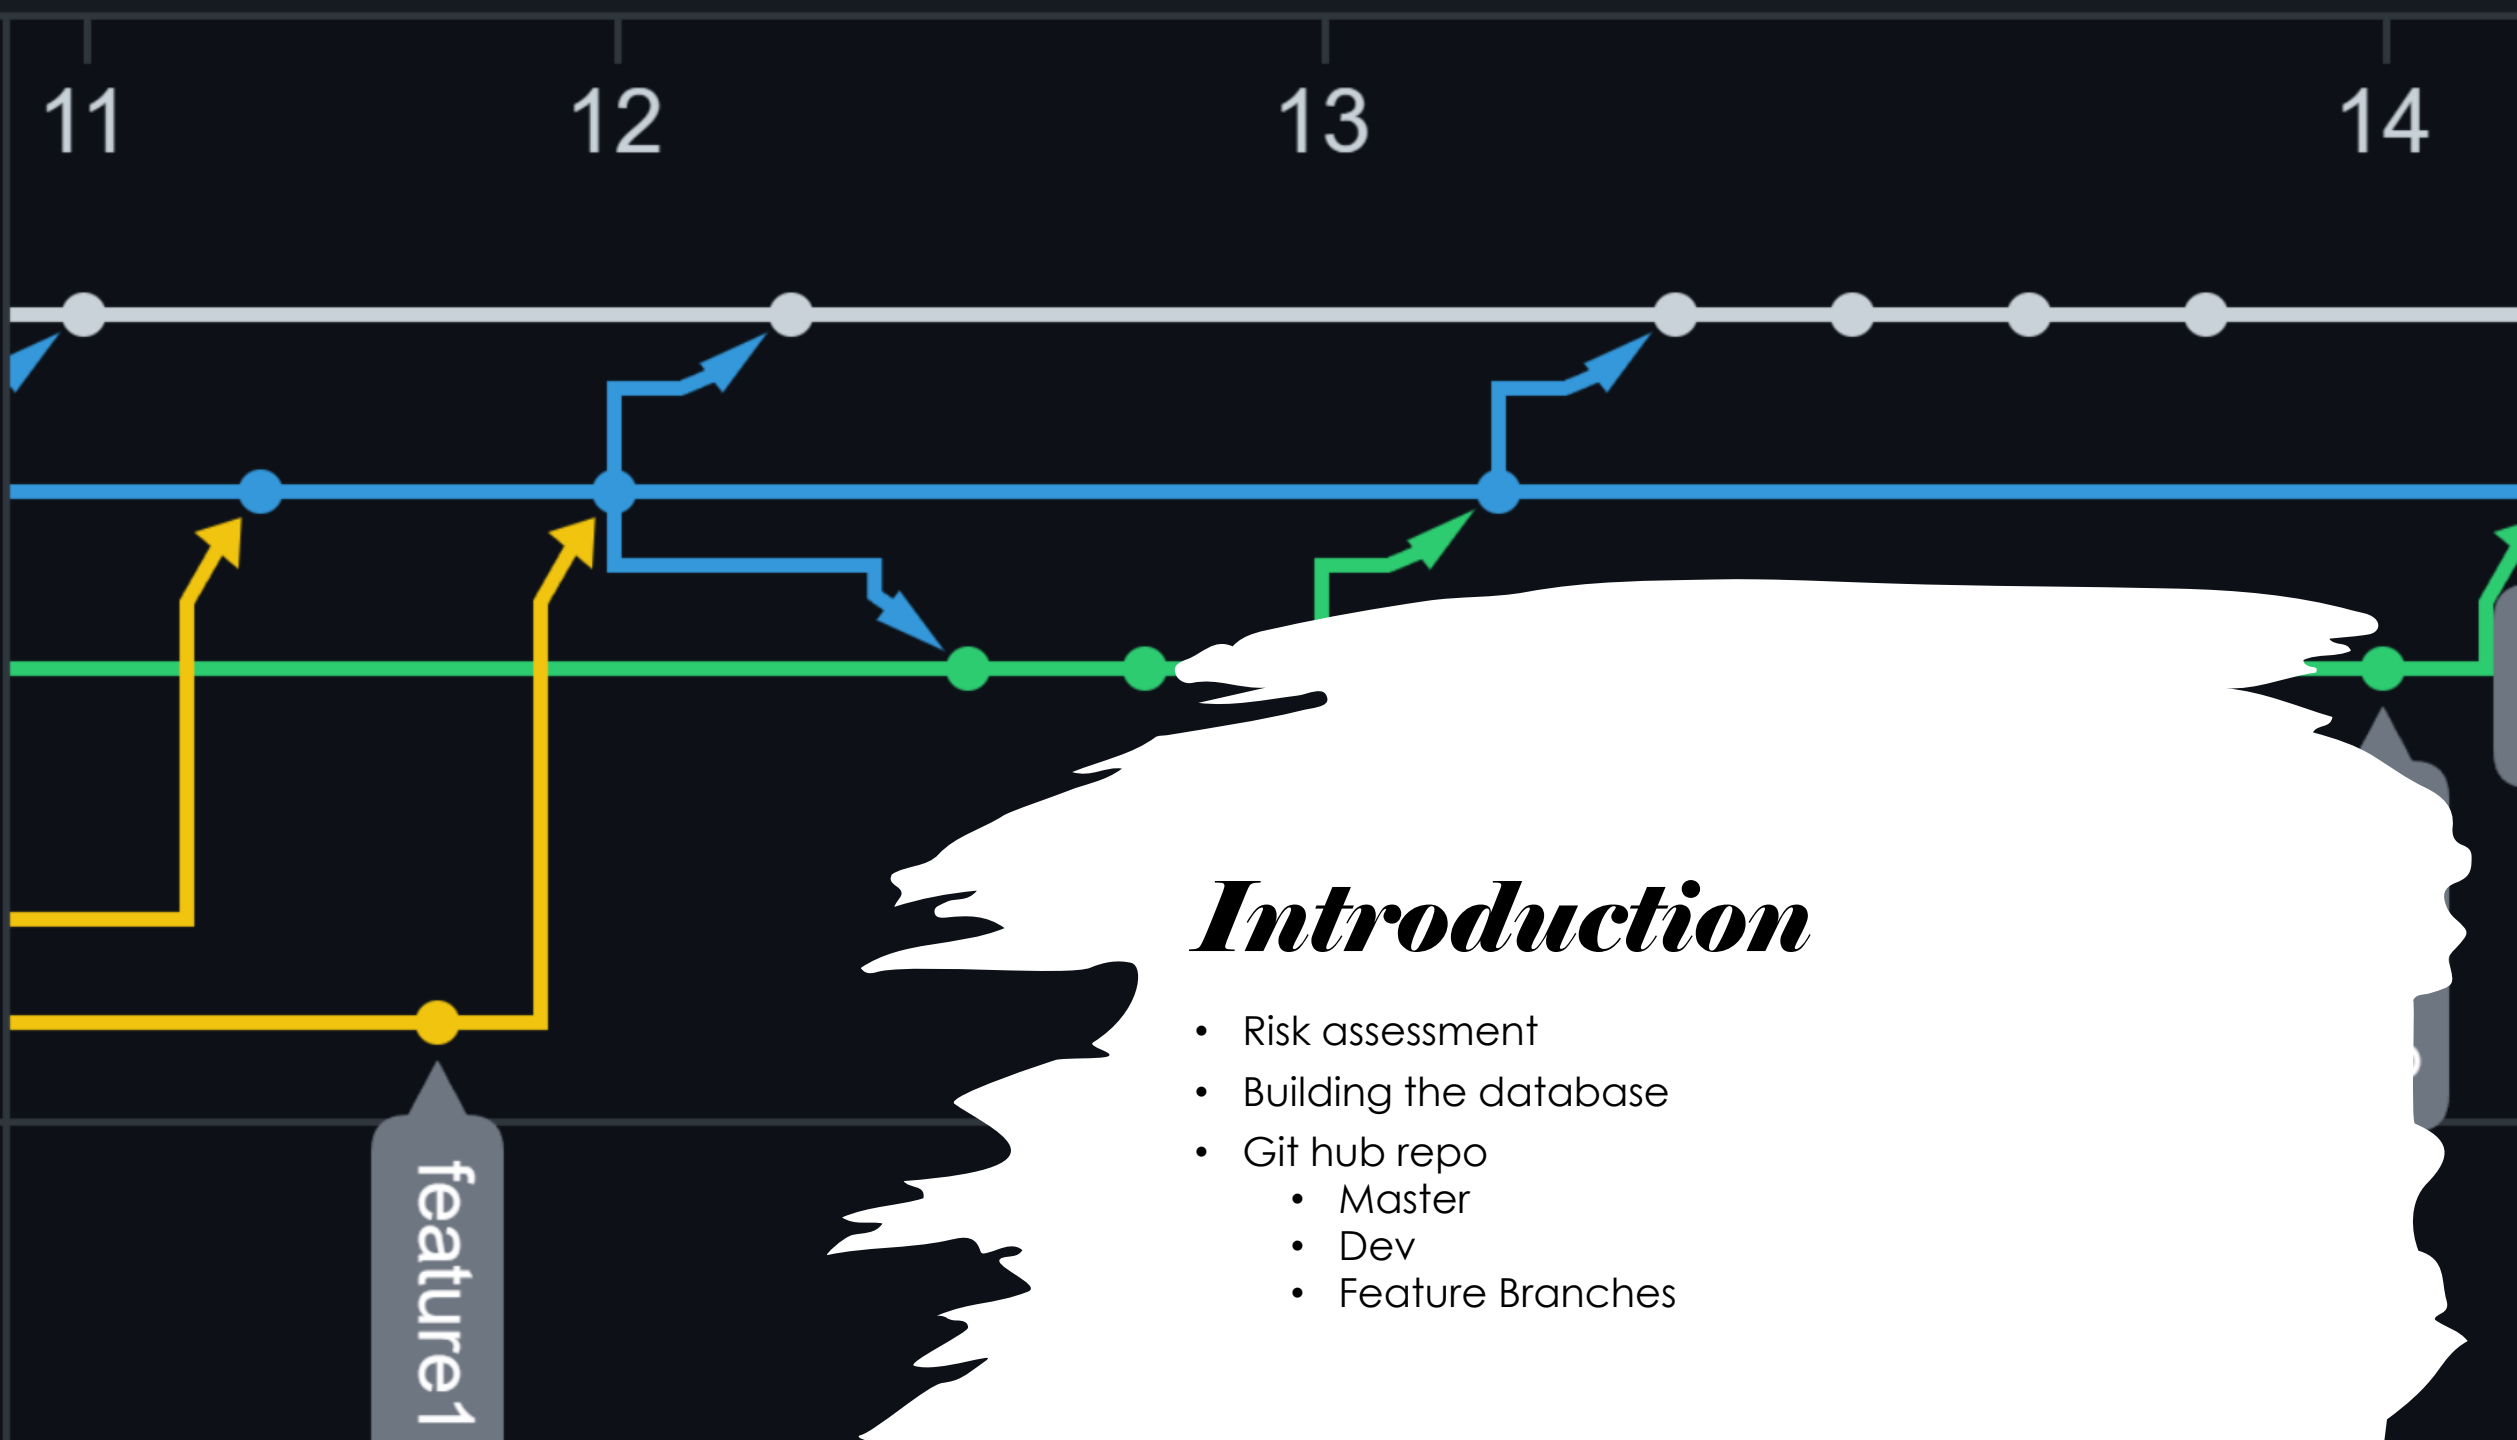 11 12 13 14
Introduction
• Risk assessment
• Building the database
• Git hub repo
• Master
• Dev
• Feature Branches
feature1